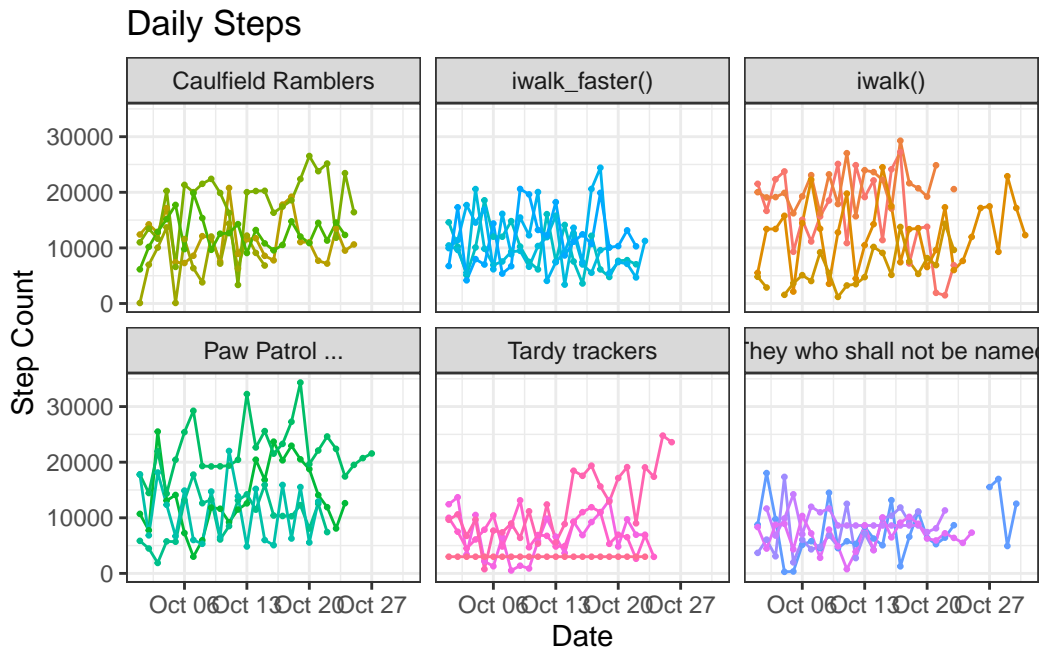 Daily Steps
Caulfield Ramblers
iwalk_faster()
iwalk()
30000
20000
10000
0
Paw Patrol ...
Tardy trackers
They who shall not be named
30000
20000
10000
0
Oct 06 Oct 13 Oct 20 Oct 27
Oct 06 Oct 13 Oct 20 Oct 27
Oct 06 Oct 13 Oct 20 Oct 27
Step Count
Date